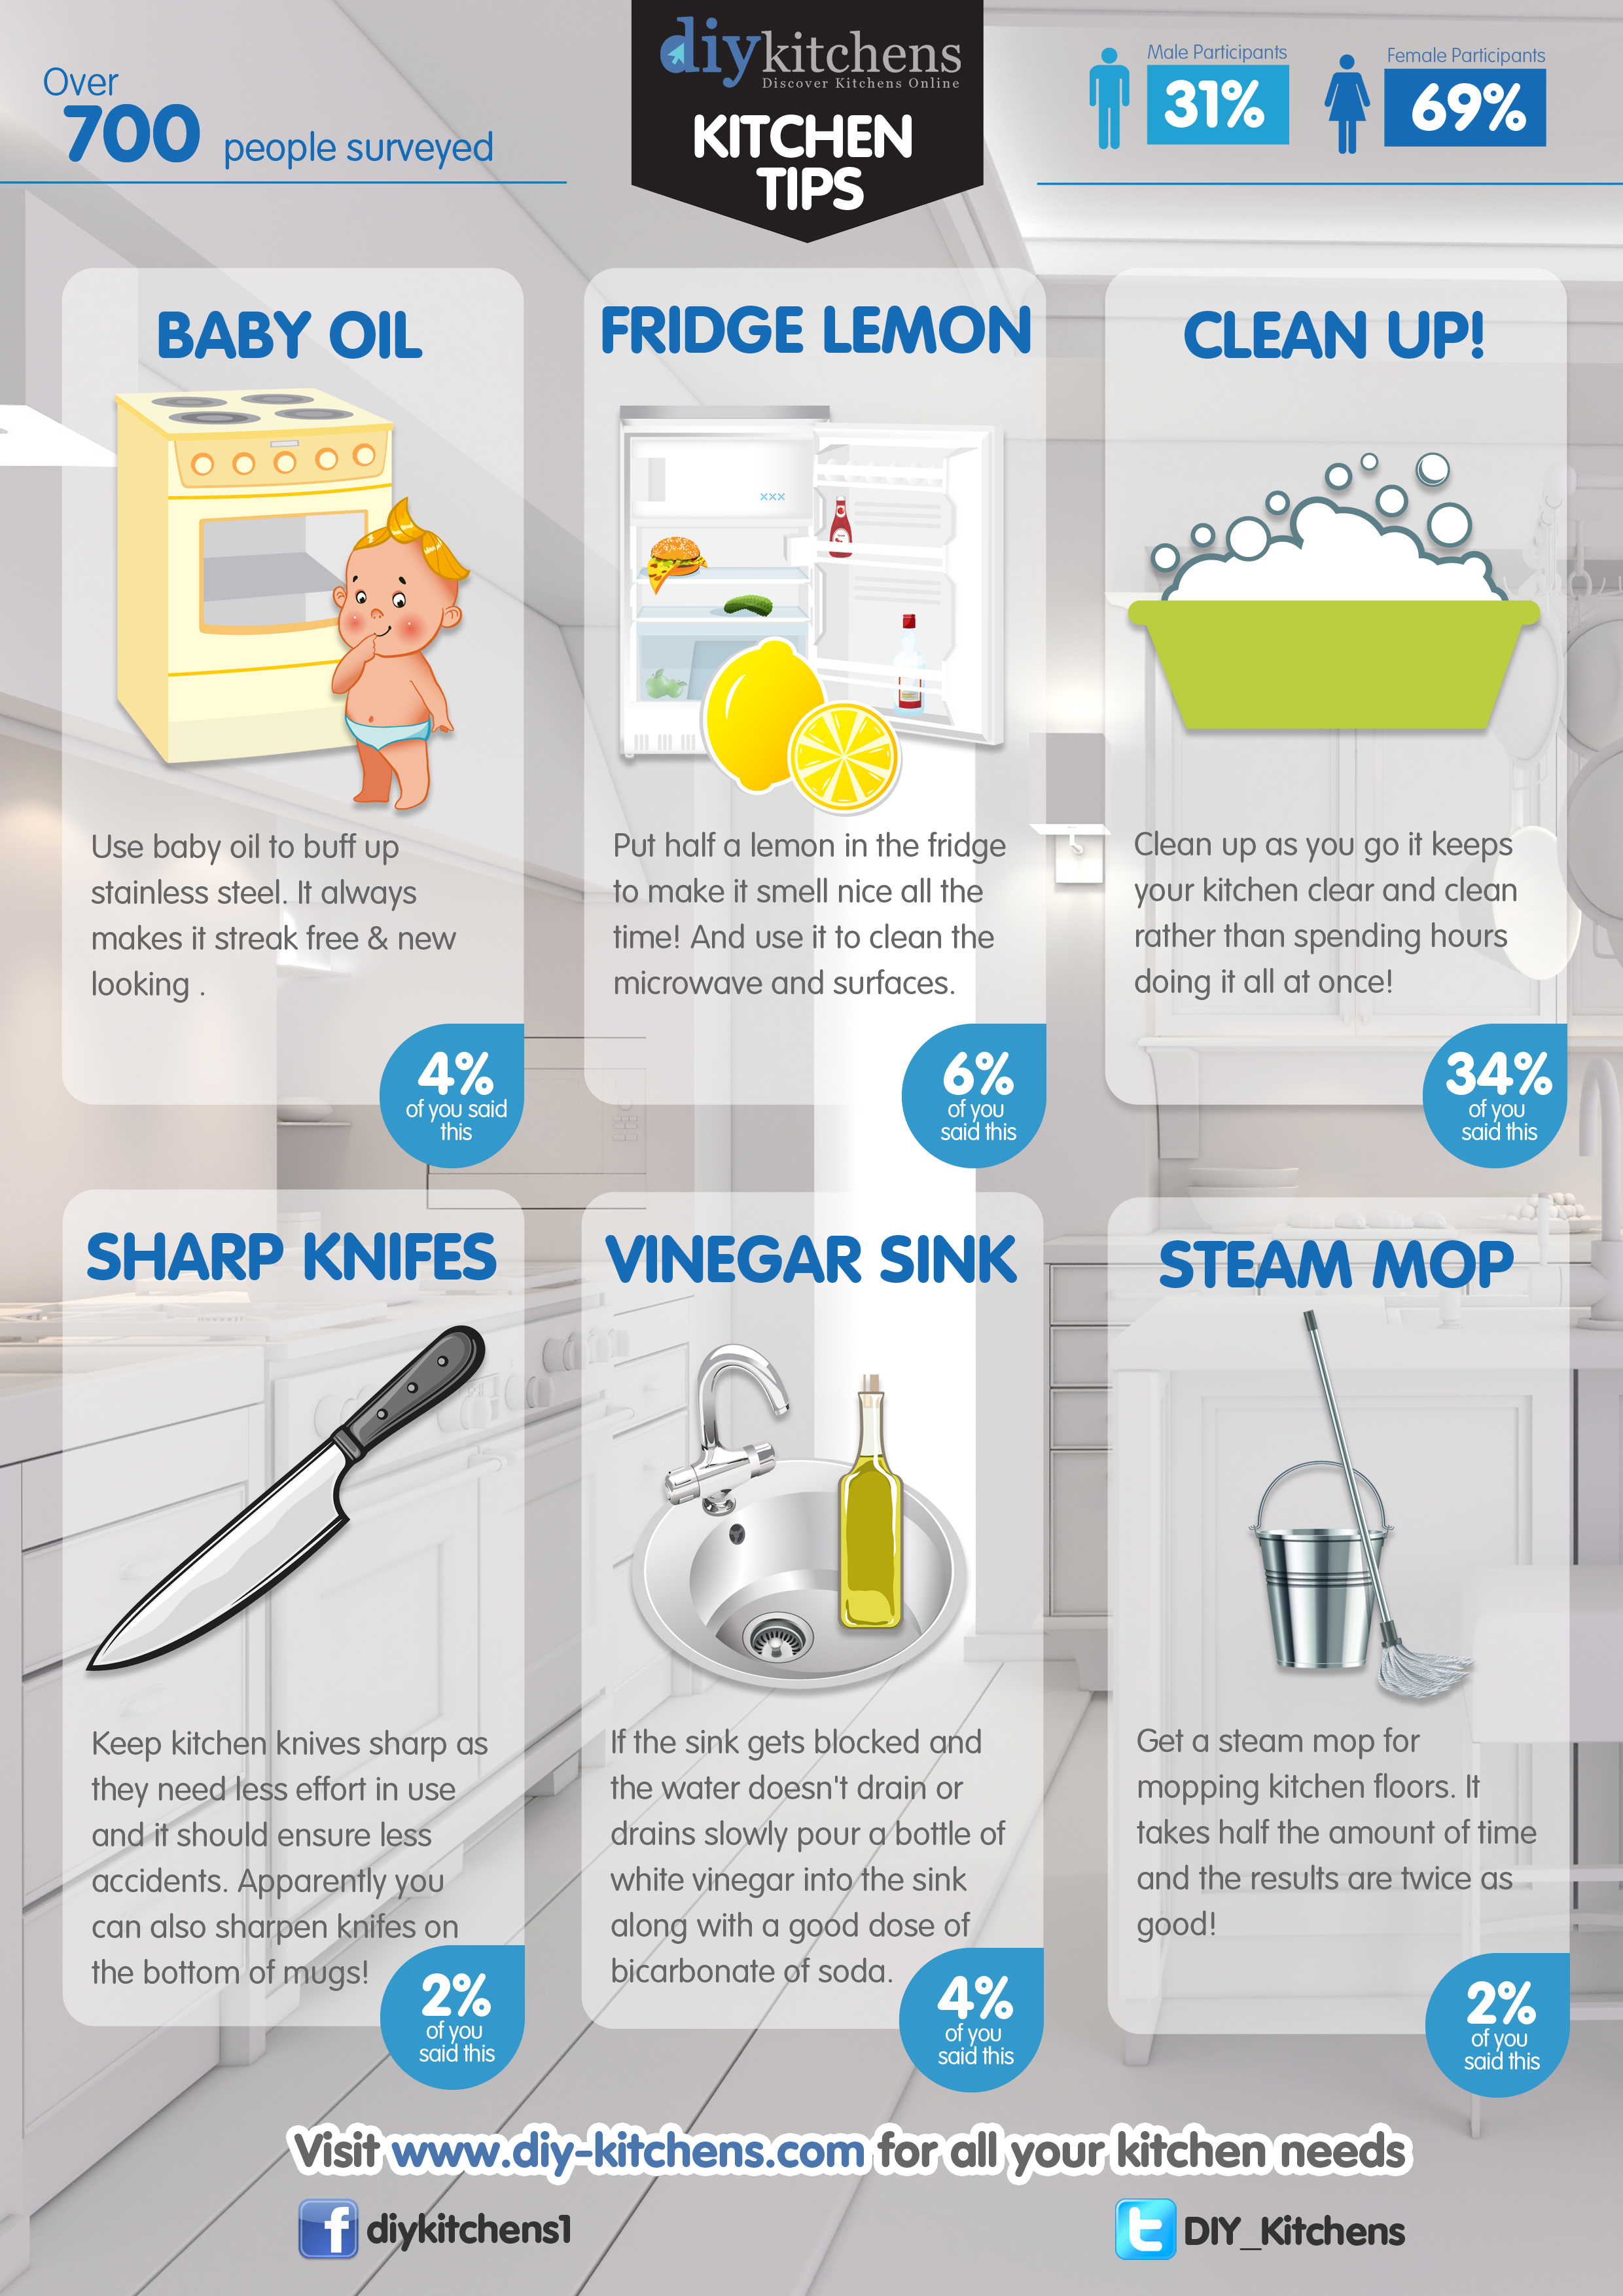 Over
700 people surveyed
diykitchens
Discover Kitchens Online
KITCHEN
TIPS
Male Participants
31%
Female Participants
69%
BABY OIL
Use baby oil to buff up
stainless steel. It always
makes it streak free & new
looking .
4%
of you said
this
FRIDGE LEMON
xxx
Put half a lemon in the fridge
to make it smell nice all the
time! And use it to clean the
microwave and surfaces.
6%
of you
said this
CLEAN UP!
Clean up as you go it keeps
your kitchen clear and clean
rather than spending hours
doing it all at once!
34%
of you
said this
SHARP KNIFES
Keep kitchen knives sharp as
they need less effort in use
and it should ensure less
accidents. Apparently you
can also sharpen knifes on
the bottom of mugs!
2%
of you
said this
VINEGAR SINK
If the sink gets blocked and
the water doesn't drain or
drains slowly pour a bottle of
white vinegar into the sink
along with a good dose of
bicarbonate of soda.
4%
of you
said this
STEAM MOP
Get a steam mop for
mopping kitchen floors. It
takes half the amount of time
and the results are twice as
good!
2%
of you
said this
Visit www.diy-kitchens.com for all your kitchen needs
f diykitchens1
t DIY_Kitchens